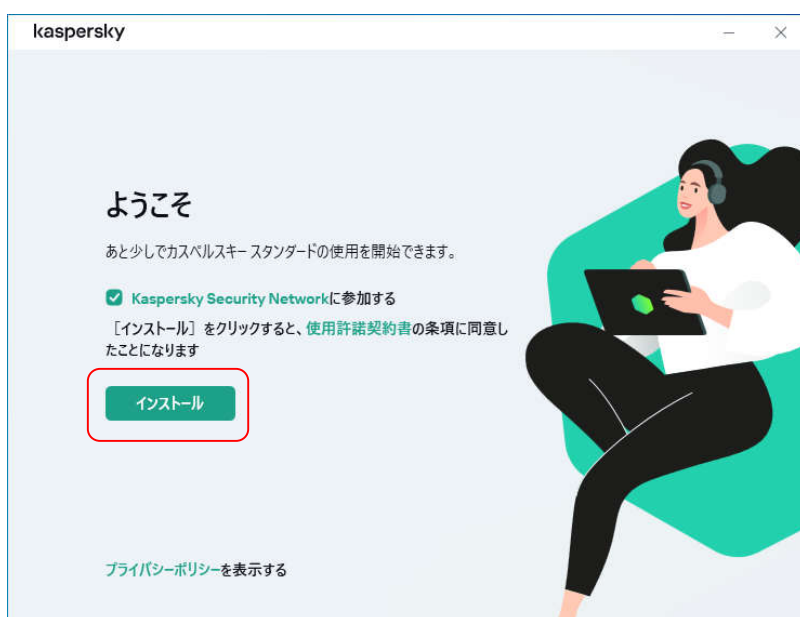 kaspersky
ようこそ
あと少しでカスペルスキー スタンダードの使用を開始できます。
Kaspersky Security Networkに参加する
［インストール］をクリックすると、使用許諾契約書の条項に同意し
たことになります
インストール
プライバシーポリシーを表示する